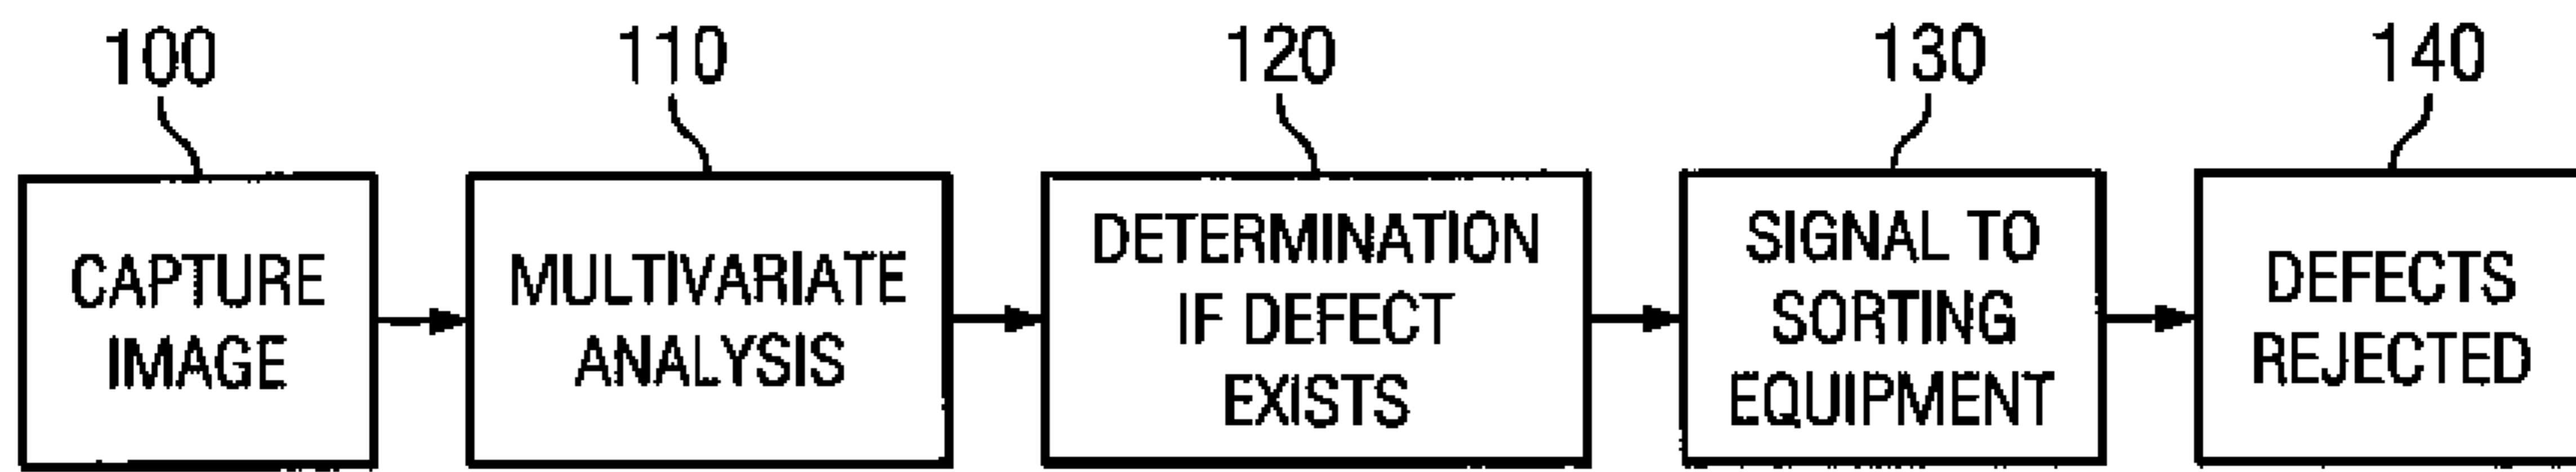 100
110
120
130
140
CAPTURE
IMAGE
MULTIVARIATE
ANALYSIS
DETERMINATION
IF DEFECT
EXISTS
SIGNAL TO
SORTING
EQUIPMENT
DEFECTS
REJECTED